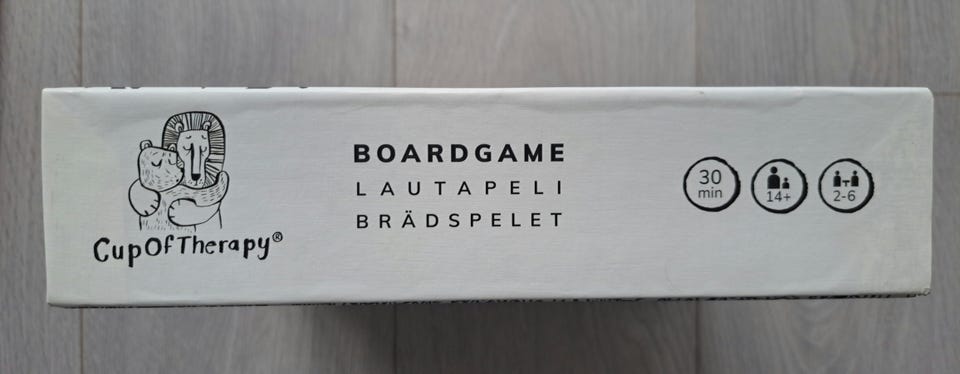 CupOfTherapy®
BOARDGAME
LAUTAPELI
BRÄDSPELET
30
min
14+
2-6